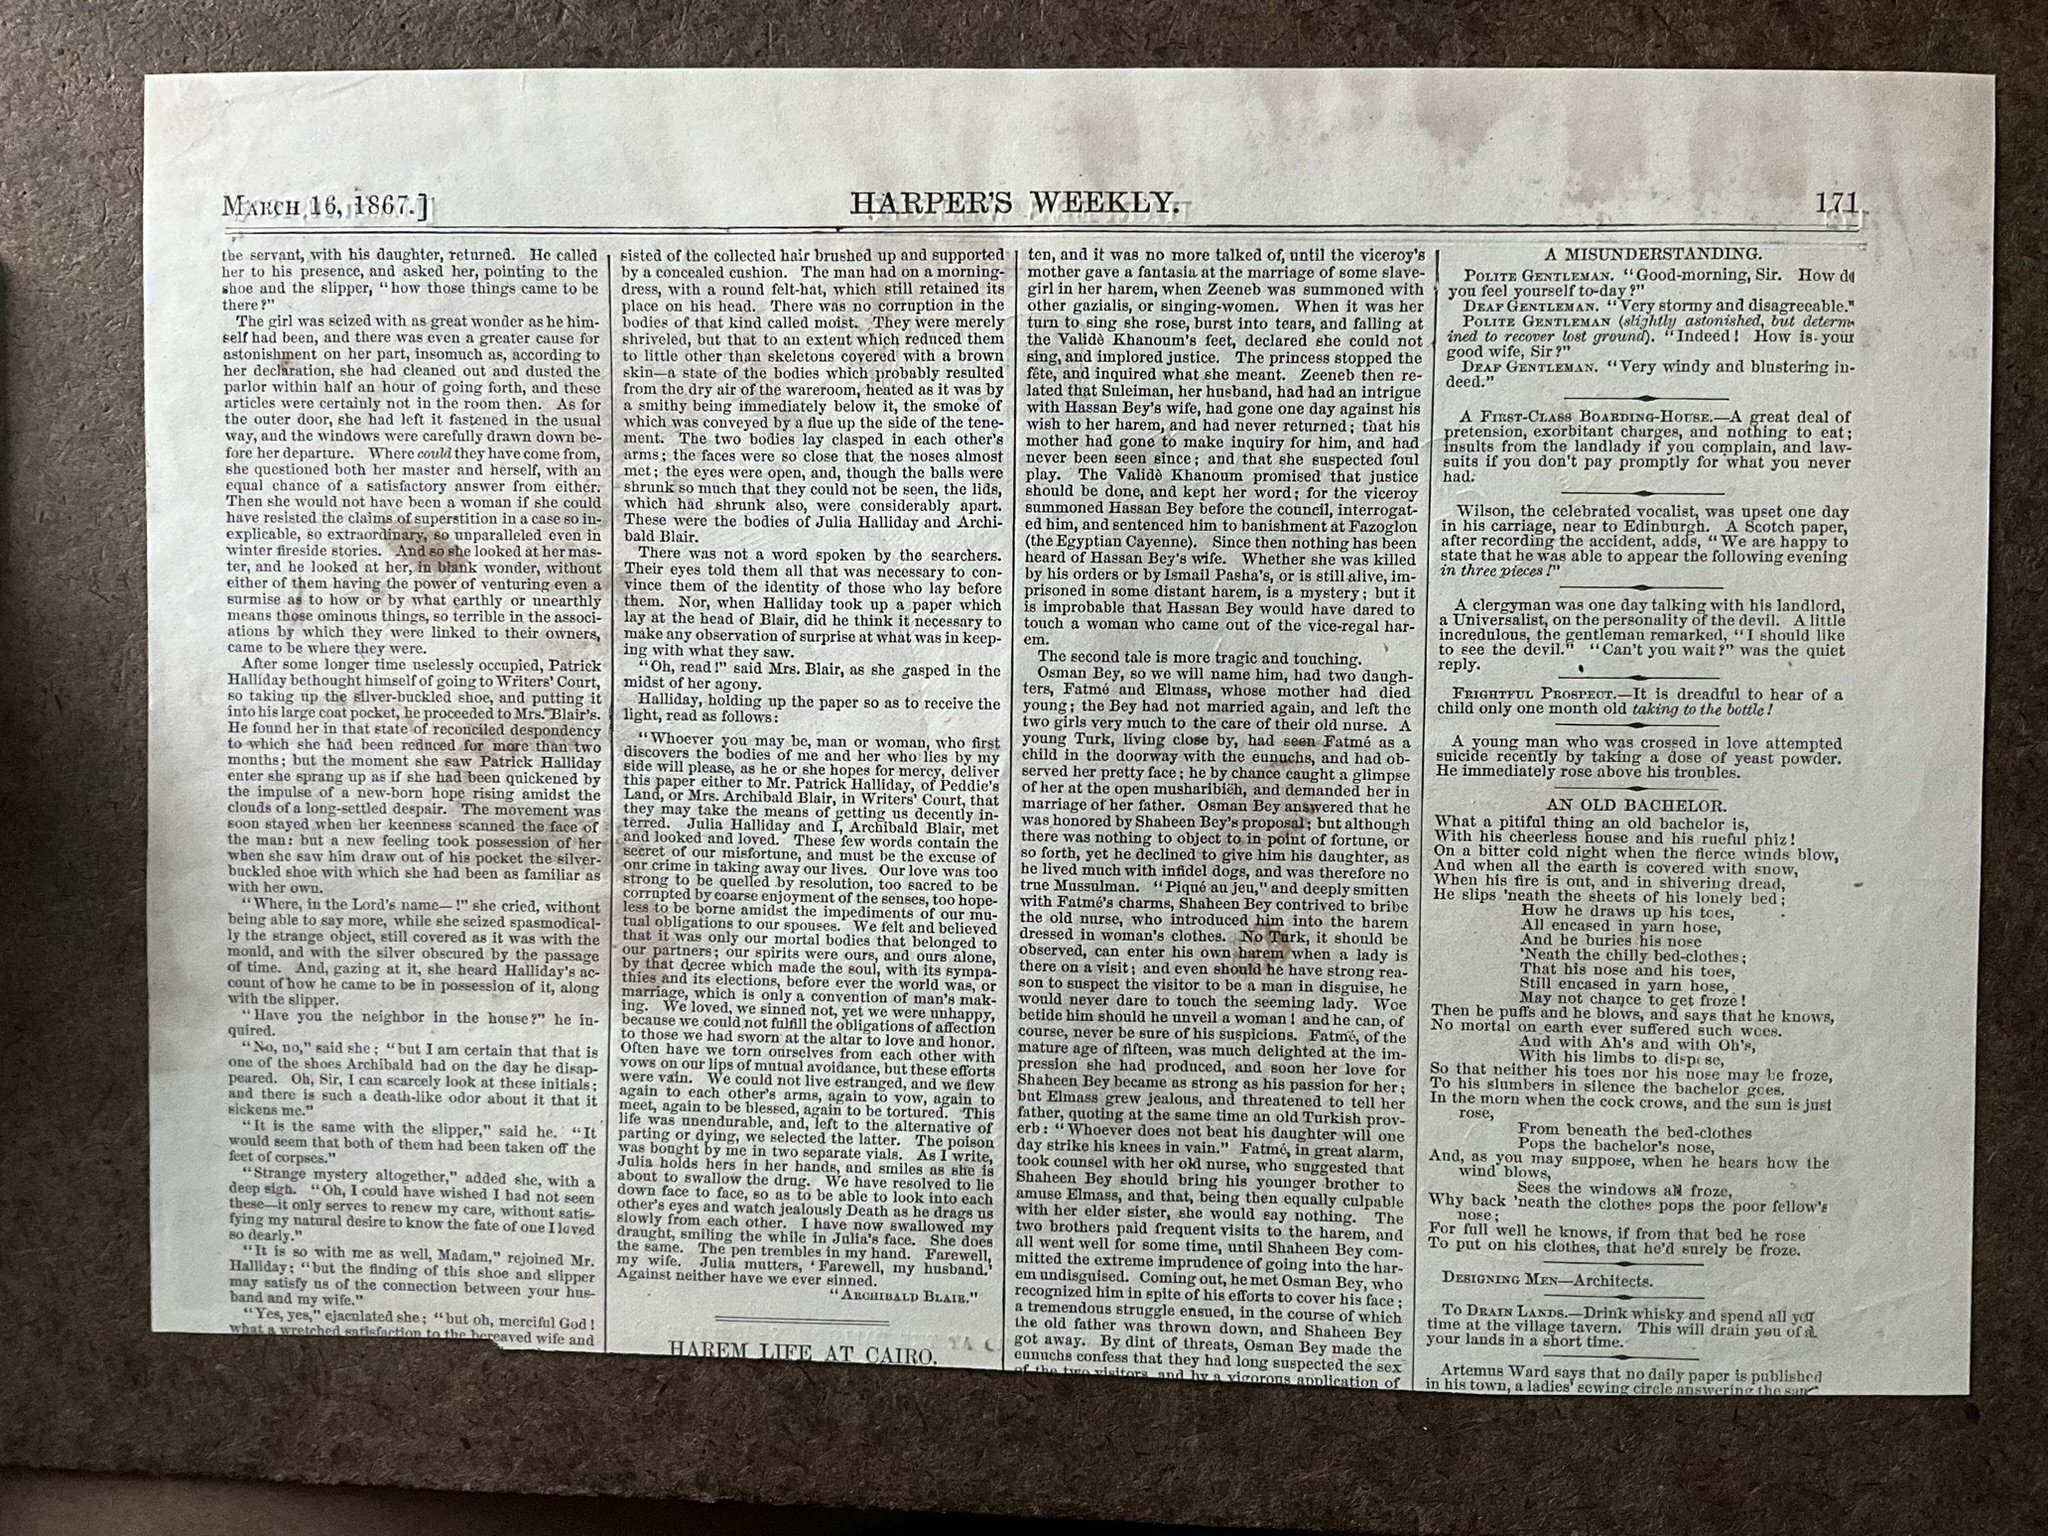 MARCH 16, 1867.]
HARPER'S WEEKLY.
171
the servant, with his daughter, returned. He called
her to his presence, and asked her, pointing to the
shoe and the slipper, "how those things came to be
there?"
The girl was seized with as great wonder as he him-
self had been, and there was even a greater cause for
astonishment on her part, insomuch as, according to
her declaration, she had cleaned out and dusted the
parlor within half an hour of going forth, and these
articles were certainly not in the room then. As for
the outer door, she had left it fastened in the usual
way, and the windows were carefully drawn down be-
fore her departure. Where could they have come from,
she questioned both her master and herself, with an
equal chance of a satisfactory answer from either.
Then she would not have been a woman if she could
have resisted the claims of superstition in a case so in-
explicable, so extraordinary, so unparalleled even in
winter fireside stories. And so she looked at her mas-
ter, and he looked at her, in blank wonder, without
either of them having the power of venturing even a
surmise as to how or by what earthly or unearthly
means those ominous things, so terrible in the associ-
ations by which they were linked to their owners,
came to be where they were.
After some longer time uselessly occupied, Patrick
Halliday bethought himself of going to Writers' Court,
so taking up the silver-buckled shoe, and putting it
into his large coat pocket, he proceeded to Mrs. Blair's.
He found her in that state of reconciled despondency
to which she had been reduced for more than two
months; but the moment she saw Patrick Halliday
enter she sprang up as if she had been quickened by
the impulse of a new-born hope rising amidst the
clouds of a long-settled despair. The movement was
soon stayed when her keenness scanned the face of
the man: but a new feeling took possession of her
when she saw him draw out of his pocket the silver-
buckled shoe with which she had been as familiar as
with her own.
"Where, in the Lord's name—!" she cried, without
being able to say more, while she seized spasmodical-
ly the strange object, still covered as it was with the
mould, and with the silver obscured by the passage
of time. And, gazing at it, she heard Halliday's ac-
count of how he came to be in possession of it, along
with the slipper.
"Have you the neighbor in the house?" he in-
quired.
"No, no," said she; "but I am certain that that is
one of the shoes Archibald had on the day he disap-
peared. Oh, Sir, I can scarcely look at these initials;
and there is such a death-like odor about it that it
sickens me."
"It is the same with the slipper," said he. "It
would seem that both of them had been taken off the
feet of corpses."
"Strange mystery altogether," added she, with a
deep sigh. "Oh, I could have wished I had not seen
these—it only serves to renew my care, without satis-
fying my natural desire to know the fate of one I loved
so dearly."
"It is so with me as well, Madam," rejoined Mr.
Halliday; "but the finding of this shoe and slipper
may satisfy us of the connection between your hus-
band and my wife."
"Yes, yes," ejaculated she; "but oh, merciful God!
what a wretched satisfaction to the bereaved wife and
sisted of the collected hair brushed up and supported
by a concealed cushion. The man had on a morning-
dress, with a round felt-hat, which still retained its
place on his head. There was no corruption in the
bodies of that kind called moist. They were merely
shriveled, but that to an extent which reduced them
to little other than skeletons covered with a brown
skin—a state of the bodies which probably resulted
from the dry air of the wareroom, heated as it was by
a smithy being immediately below it, the smoke of
which was conveyed by a flue up the side of the tene-
ment. The two bodies lay clasped in each other's
arms; the faces were so close that the noses almost
met; the eyes were open, and, though the balls were
shrunk so much that they could not be seen, the lids,
which had shrunk also, were considerably apart.
These were the bodies of Julia Halliday and Archi-
bald Blair.
There was not a word spoken by the searchers.
Their eyes told them all that was necessary to con-
vince them of the identity of those who lay before
them. Nor, when Halliday took up a paper which
lay at the head of Blair, did he think it necessary to
make any observation of surprise at what was in keep-
ing with what they saw.
"Oh, read!" said Mrs. Blair, as she gasped in the
midst of her agony.
Halliday, holding up the paper so as to receive the
light, read as follows:
"Whoever you may be, man or woman, who first
discovers the bodies of me and her who lies by my
side will please, as he or she hopes for mercy, deliver
this paper either to Mr. Patrick Halliday, of Peddie's
Land, or Mrs. Archibald Blair, in Writers' Court, that
they may take the means of getting us decently in-
terred. Julia Halliday and I, Archibald Blair, met
and looked and loved. These few words contain the
secret of our misfortune, and must be the excuse of
our crime in taking away our lives. Our love was too
strong to be quelled by resolution, too sacred to be
corrupted by coarse enjoyment of the senses, too hope-
less to be borne amidst the impediments of our mu-
tual obligations to our spouses. We felt and believed
that it was only our mortal bodies that belonged to
our partners; our spirits were ours, and ours alone,
by that decree which made the soul, with its sympa-
thies and its elections, before ever the world was, or
marriage, which is only a convention of man's mak-
ing. We loved, we sinned not, yet we were unhappy,
because we could not fulfill the obligations of affection
to those we had sworn at the altar to love and honor.
Often have we torn ourselves from each other with
vows on our lips of mutual avoidance, but these efforts
were vain. We could not live estranged, and we flew
again to each other's arms, again to vow, again to
meet, again to be blessed, again to be tortured. This
life was unendurable, and, left to the alternative of
parting or dying, we selected the latter. The poison
was bought by me in two separate vials. As I write,
Julia holds hers in her hands, and smiles as she is
about to swallow the drug. We have resolved to lie
down face to face, so as to be able to look into each
other's eyes and watch jealously Death as he drags us
slowly from each other. I have now swallowed my
draught, smiling the while in Julia's face. She does
the same. The pen trembles in my hand. Farewell,
my wife. Julia mutters, 'Farewell, my husband.'
Against neither have we ever sinned.
"ARCHIBALD BLAIR."
HAREM LIFE AT CAIRO.
ten, and it was no more talked of, until the viceroy's
mother gave a fantasia at the marriage of some slave-
girl in her harem, when Zeeneb was summoned with
other gazialis, or singing-women. When it was her
turn to sing she rose, burst into tears, and falling at
the Validè Khanoum's feet, declared she could not
sing, and implored justice. The princess stopped the
fête, and inquired what she meant. Zeeneb then re-
lated that Suleiman, her husband, had had an intrigue
with Hassan Bey's wife, had gone one day against his
wish to her harem, and had never returned; that his
mother had gone to make inquiry for him, and had
never been seen since; and that she suspected foul
play. The Validè Khanoum promised that justice
should be done, and kept her word; for the viceroy
summoned Hassan Bey before the council, interrogat-
ed him, and sentenced him to banishment at Fazoglou
(the Egyptian Cayenne). Since then nothing has been
heard of Hassan Bey's wife. Whether she was killed
by his orders or by Ismail Pasha's, or is still alive, im-
prisoned in some distant harem, is a mystery; but it
is improbable that Hassan Bey would have dared to
touch a woman who came out of the vice-regal har-
em.
The second tale is more tragic and touching.
Osman Bey, so we will name him, had two daugh-
ters, Fatmé and Elmass, whose mother had died
young; the Bey had not married again, and left the
two girls very much to the care of their old nurse. A
young Turk, living close by, had seen Fatmé as a
child in the doorway with the eunuchs, and had ob-
served her pretty face; he by chance caught a glimpse
of her at the open musharibiëh, and demanded her in
marriage of her father. Osman Bey answered that he
was honored by Shaheen Bey's proposal; but although
there was nothing to object to in point of fortune, or
so forth, yet he declined to give him his daughter, as
he lived much with infidel dogs, and was therefore no
true Mussulman. "Piqué au jeu," and deeply smitten
with Fatmé's charms, Shaheen Bey contrived to bribe
the old nurse, who introduced him into the harem
dressed in woman's clothes. No Turk, it should be
observed, can enter his own harem when a lady is
there on a visit; and even should he have strong rea-
son to suspect the visitor to be a man in disguise, he
would never dare to touch the seeming lady. Woe
betide him should he unveil a woman! and he can, of
course, never be sure of his suspicions. Fatmé, of the
mature age of fifteen, was much delighted at the im-
pression she had produced, and soon her love for
Shaheen Bey became as strong as his passion for her;
but Elmass grew jealous, and threatened to tell her
father, quoting at the same time an old Turkish prov-
erb: "Whoever does not beat his daughter will one
day strike his knees in vain." Fatmé, in great alarm,
took counsel with her old nurse, who suggested that
Shaheen Bey should bring his younger brother to
amuse Elmass, and that, being then equally culpable
with her elder sister, she would say nothing. The
two brothers paid frequent visits to the harem, and
all went well for some time, until Shaheen Bey com-
mitted the extreme imprudence of going into the har-
em undisguised. Coming out, he met Osman Bey, who
recognized him in spite of his efforts to cover his face;
a tremendous struggle ensued, in the course of which
the old father was thrown down, and Shaheen Bey
got away. By dint of threats, Osman Bey made the
eunuchs confess that they had long suspected the sex
of the two visitors, and by a vigorous application of
A MISUNDERSTANDING.
POLITE GENTLEMAN. "Good-morning, Sir. How do
you feel yourself to-day?"
DEAF GENTLEMAN. "Very stormy and disagreeable."
POLITE GENTLEMAN (slightly astonished, but determ-
ined to recover lost ground). "Indeed! How is your
good wife, Sir?"
DEAF GENTLEMAN. "Very windy and blustering in-
deed."
A FIRST-CLASS BOARDING-HOUSE.—A great deal of
pretension, exorbitant charges, and nothing to eat;
insults from the landlady if you complain, and law-
suits if you don't pay promptly for what you never
had.
Wilson, the celebrated vocalist, was upset one day
in his carriage, near to Edinburgh. A Scotch paper,
after recording the accident, adds, "We are happy to
state that he was able to appear the following evening
in three pieces!"
A clergyman was one day talking with his landlord,
a Universalist, on the personality of the devil. A little
incredulous, the gentleman remarked, "I should like
to see the devil." "Can't you wait?" was the quiet
reply.
FRIGHTFUL PROSPECT.—It is dreadful to hear of a
child only one month old taking to the bottle!
A young man who was crossed in love attempted
suicide recently by taking a dose of yeast powder.
He immediately rose above his troubles.
AN OLD BACHELOR.
What a pitiful thing an old bachelor is,
With his cheerless house and his rueful phiz!
On a bitter cold night when the fierce winds blow,
And when all the earth is covered with snow,
When his fire is out, and in shivering dread,
He slips 'neath the sheets of his lonely bed;
How he draws up his toes,
All encased in yarn hose,
And he buries his nose
'Neath the chilly bed-clothes;
That his nose and his toes,
Still encased in yarn hose,
May not chance to get froze!
Then he puffs and he blows, and says that he knows,
No mortal on earth ever suffered such woes.
And with Ah's and with Oh's,
With his limbs to dispose,
So that neither his toes nor his nose may be froze,
To his slumbers in silence the bachelor goes.
In the morn when the cock crows, and the sun is just
rose,
From beneath the bed-clothes
Pops the bachelor's nose,
And, as you may suppose, when he hears how the
wind blows,
Sees the windows all froze,
Why back 'neath the clothes pops the poor fellow's
nose;
For full well he knows, if from that bed he rose
To put on his clothes, that he'd surely be froze.
DESIGNING MEN—Architects.
TO DRAIN LANDS.—Drink whisky and spend all your
time at the village tavern. This will drain you of all
your lands in a short time.
Artemus Ward says that no daily paper is published
in his town, a ladies' sewing circle answering the same